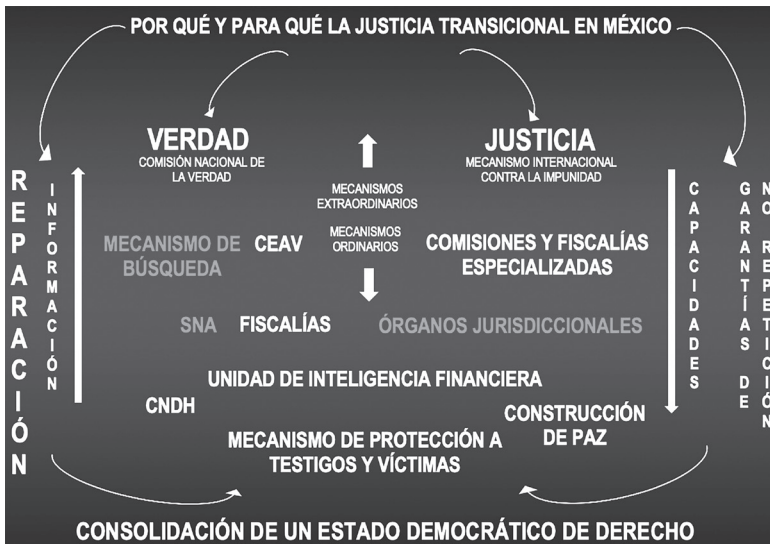 POR QUÉ Y PARA QUÉ LA JUSTICIA TRANSICIONAL EN MÉXICO
VERDAD
COMISIÓN NACIONAL DE
LA VERDAD
JUSTICIA
MECANISMO INTERNACIONAL
CONTRA LA IMPUNIDAD
REPARACIÓN
INFORMACIÓN
MECANISMOS
EXTRAORDINARIOS
MECANISMOS
ORDINARIOS
MECANISMO DE
BÚSQUEDA
CEAV
COMISIONES Y FISCALÍAS
ESPECIALIZADAS
SNA
FISCALÍAS
ÓRGANOS JURISDICCIONALES
UNIDAD DE INTELIGENCIA FINANCIERA
CNDH
CONSTRUCCIÓN
DE PAZ
MECANISMO DE PROTECCIÓN A
TESTIGOS Y VÍCTIMAS
CAPACIDADES
GARANTÍAS DE
NO REPETICIÓN
CONSOLIDACIÓN DE UN ESTADO DEMOCRÁTICO DE DERECHO